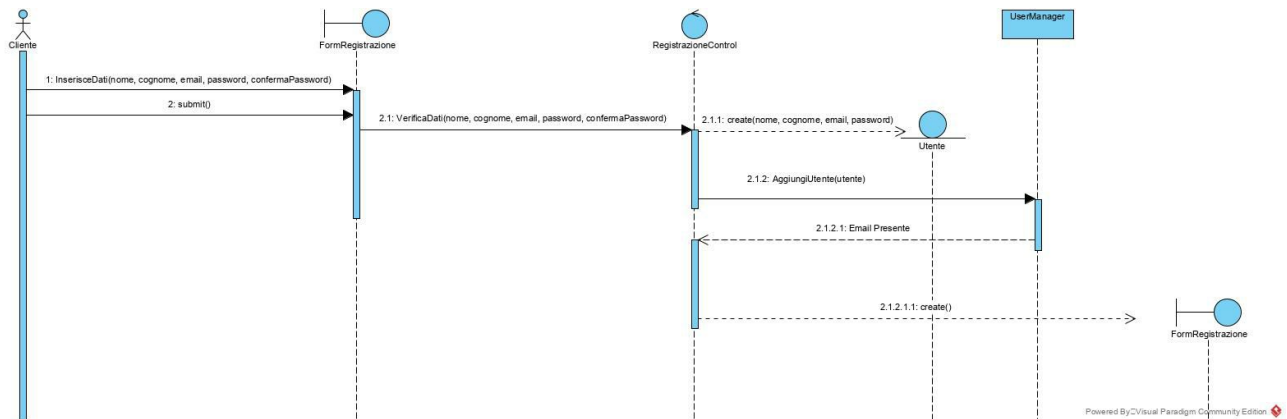 UserManager
Cliente
FormRegistrazione
RegistrazioneControl
1: InserisceDati(nome, cognome, email, password, confermaPassword)
2: submit()
2.1: VerificaDati(nome, cognome, email, password, confermaPassword)
2.1.1: create(nome, cognome, email, password)
Utente
2.1.2: AggiungiUtente(utente)
2.1.2.1: Email Presente
2.1.2.1.1: create()
FormRegistrazione
Powered By Visual Paradigm Community Edition